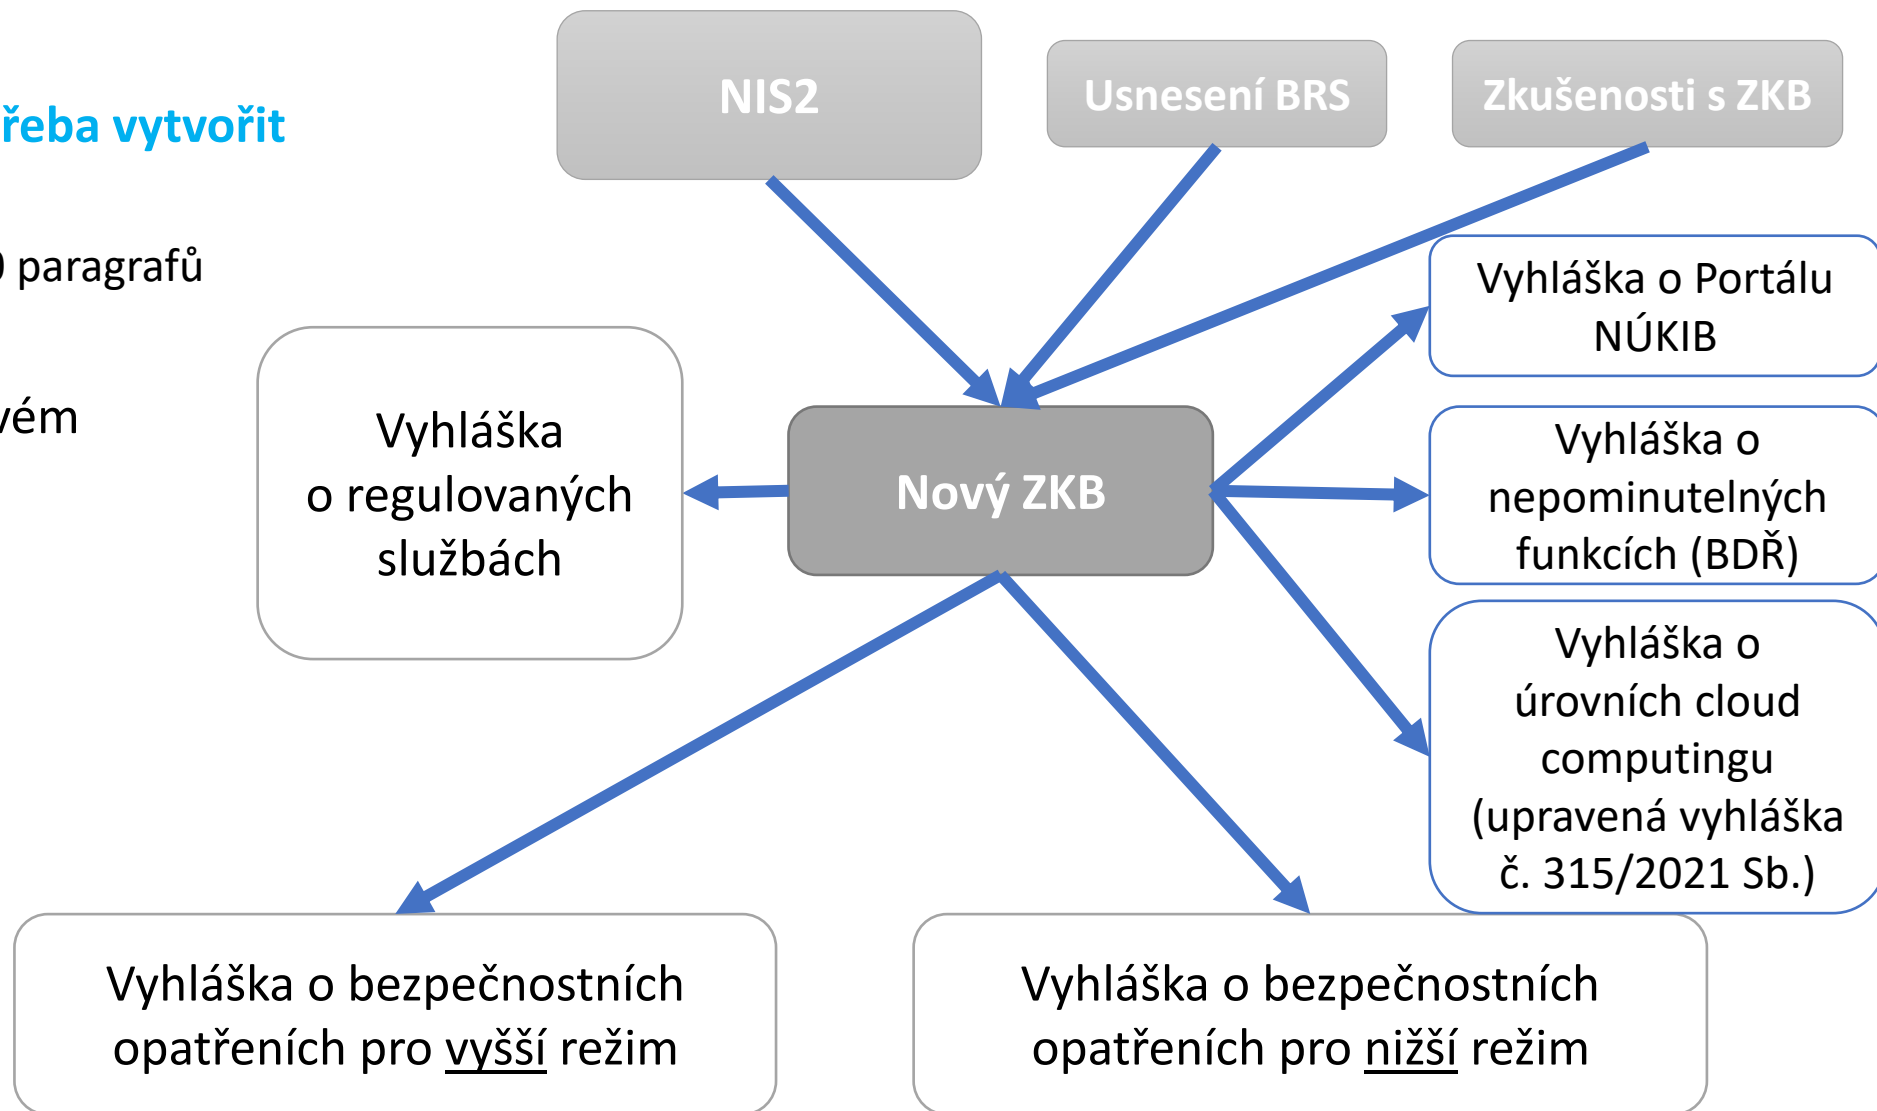 NIS2
Usnesení BRS
Zkušenosti s ZKB
řeba vytvořit
paragrafů
vém
Vyhláška o Portálu
NÚKIB
Vyhláška
o regulovaných
službách
Nový ZKB
Vyhláška o
nepominutelných
funkcích (BDŘ)
Vyhláška o
úrovních cloud
computingu
(upravená vyhláška
č. 315/2021 Sb.)
Vyhláška o bezpečnostních
opatřeních pro vyšší režim
Vyhláška o bezpečnostních
opatřeních pro nižší režim